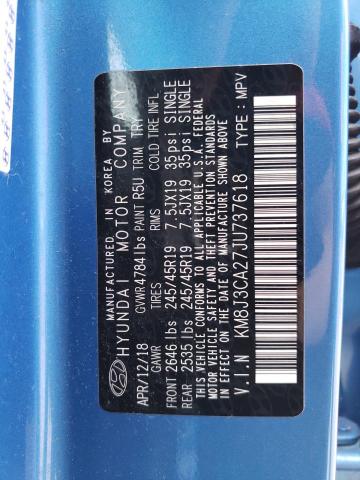 MANUFACTURED IN KOREA BY
HYUNDAI MOTOR COMPANY
APR/12/18 GVWR 4784 lbs PAINT R5U TRIM TRY
GAWR TIRES RIMS COLD TIRE INFL
FRONT 2646 lbs 245/45R19 7.5JX19 35psi SINGLE
REAR 2535 lbs 245/45R19 7.5JX19 35psi SINGLE
THIS VEHICLE CONFORMS TO ALL APPLICABLE U.S. FEDERAL
MOTOR VEHICLE SAFETY AND THEFT PREVENTION STANDARDS
IN EFFECT ON THE DATE OF MANUFACTURE SHOWN ABOVE
V.I.N KM8J3CA27JU737618 TYPE: MPV